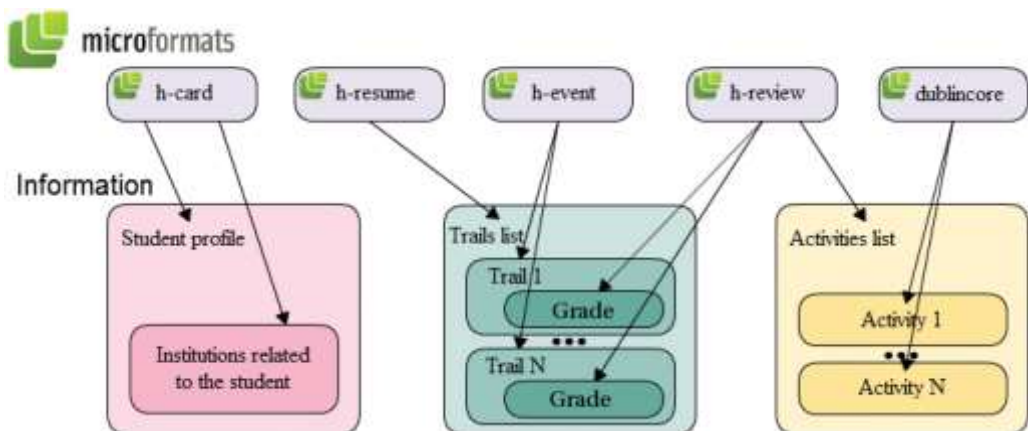 microformats
h-card
h-resume
h-event
h-review
dublincore
Information
Student profile
Institutions related
to the student
Trails list
Trail 1
Grade
•••
Trail N
Grade
Activities list
Activity 1
•••
Activity N